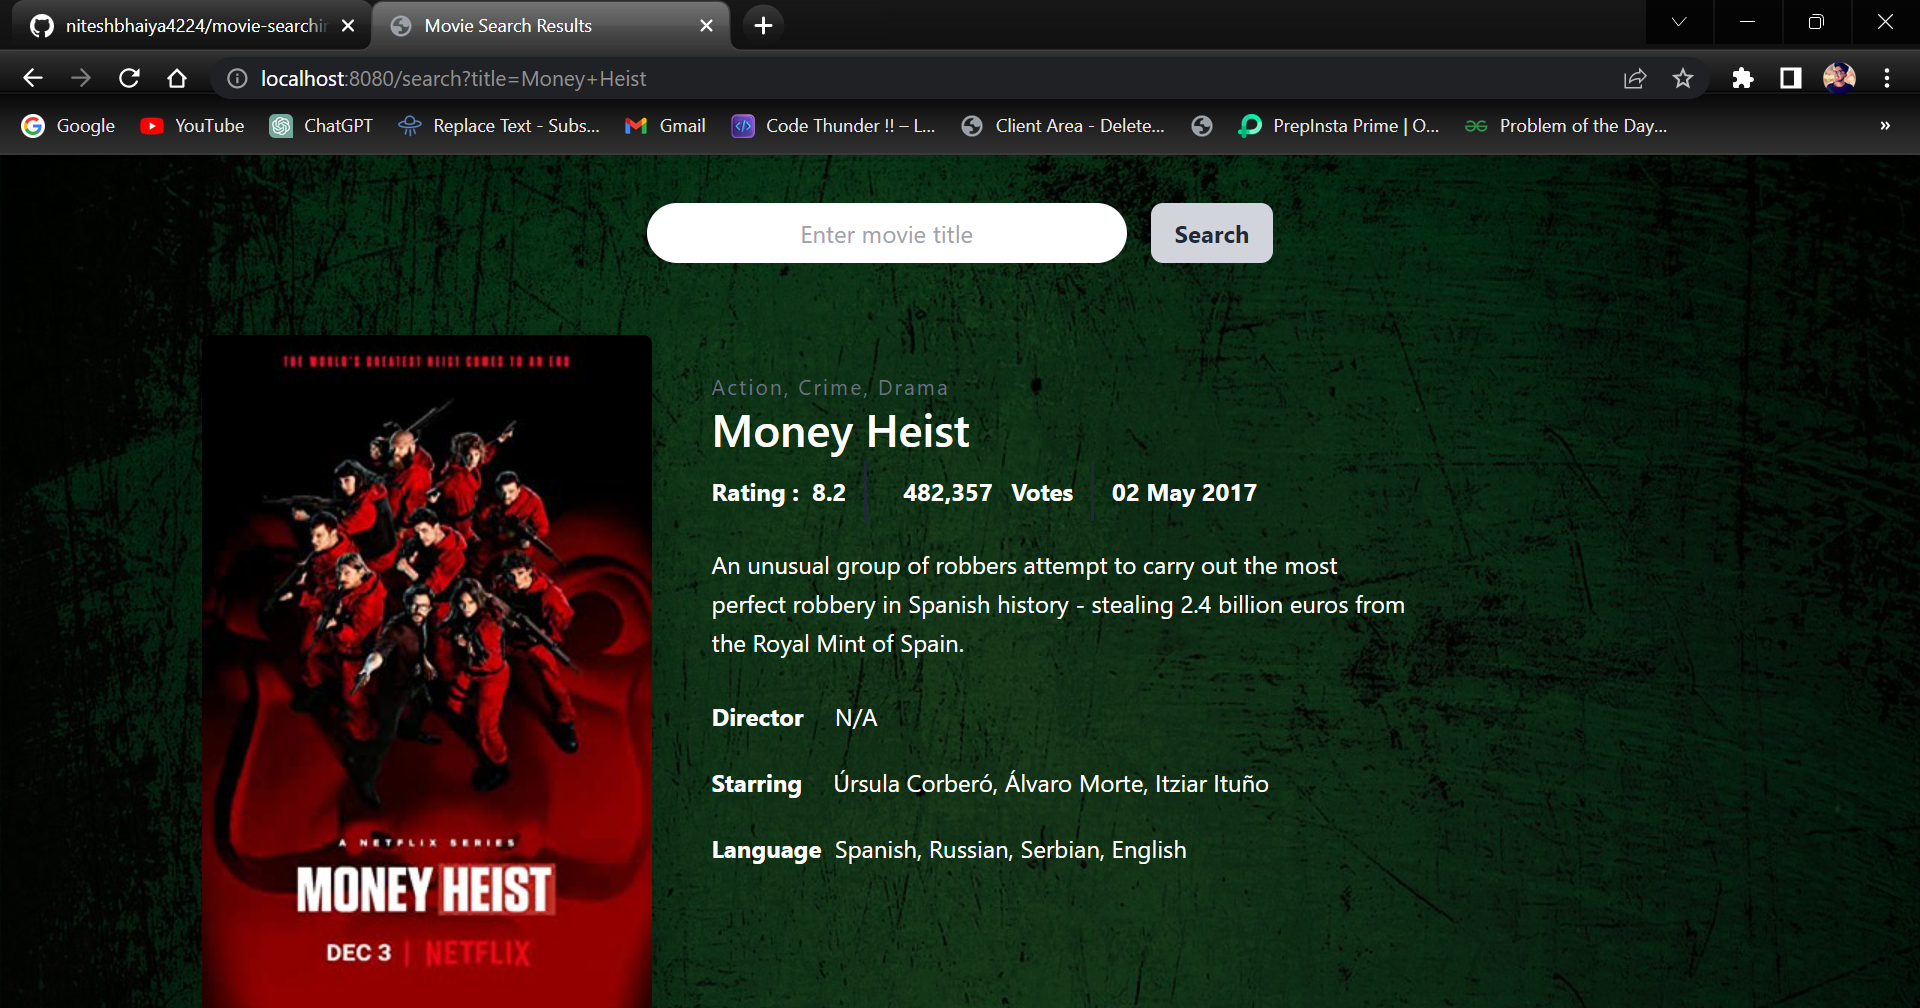 niteshbhaiya4224/movie-searchin
Movie Search Results
localhost:8080/search?title=Money+Heist
Google
YouTube
ChatGPT
Replace Text - Subs...
Gmail
Code Thunder !! – L...
Client Area - Delete...
PrepInsta Prime | O...
Problem of the Day...
»
Enter movie title
Search
THE WORLD'S GREATEST HEIST COMES TO AN END
A NETFLIX SERIES
MONEY HEIST
DEC 3 | NETFLIX
Action, Crime, Drama
Money Heist
Rating : 8.2 482,357 Votes 02 May 2017
An unusual group of robbers attempt to carry out the most
perfect robbery in Spanish history - stealing 2.4 billion euros from
the Royal Mint of Spain.
Director N/A
Starring Úrsula Corberó, Álvaro Morte, Itziar Ituño
Language Spanish, Russian, Serbian, English